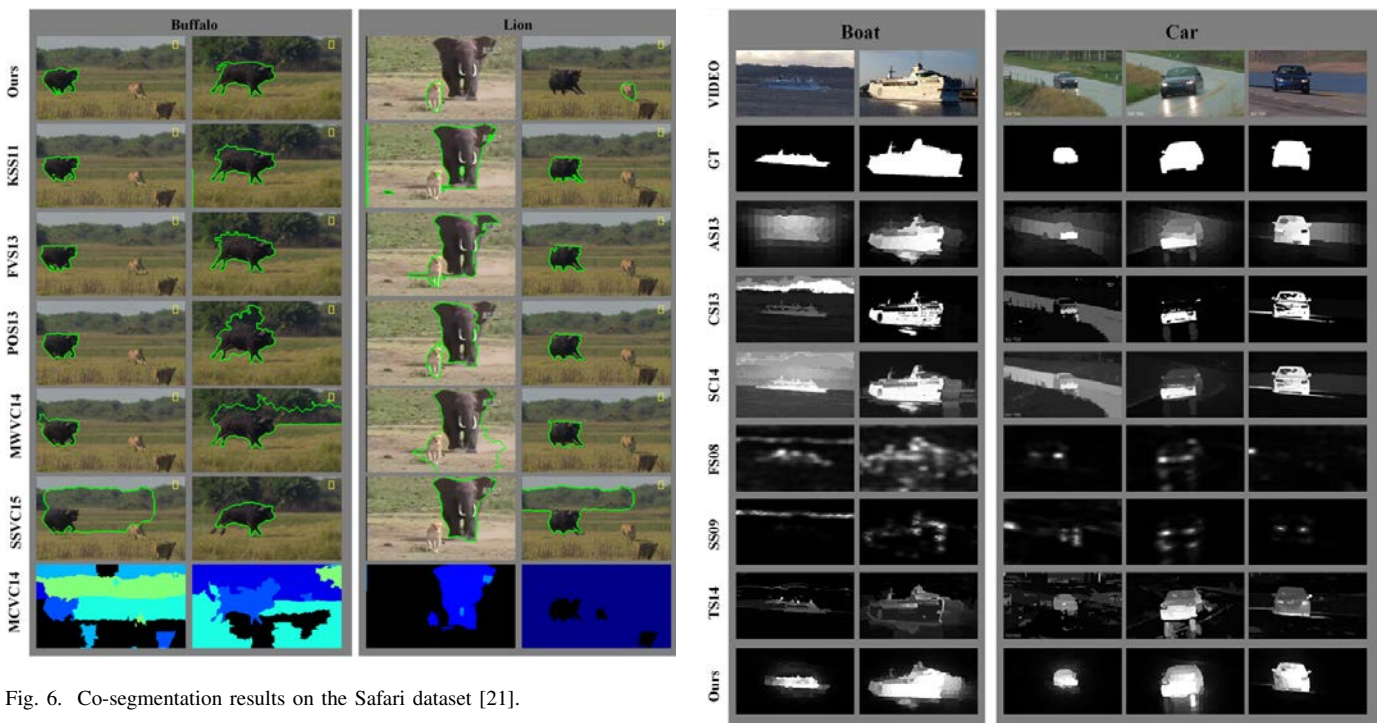 Buffalo
Lion
Ours
KSS11
FVS13
POS13
MWVC14
SSVC15
MCVC14
Fig. 6. Co-segmentation results on the Safari dataset [21].
Boat
Car
VIDEO
GT
AS13
CS13
SC14
FS08
SS09
TS14
Ours